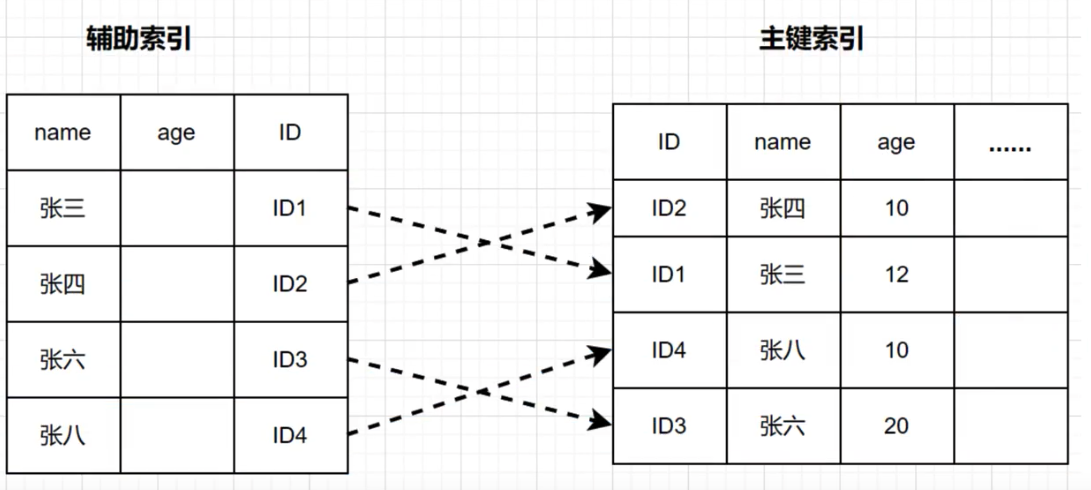 辅助索引
主键索引
name age ID
张三 ID1
张四 ID2
张六 ID3
张八 ID4
ID name age ......
ID2 张四 10
ID1 张三 12
ID4 张八 10
ID3 张六 20